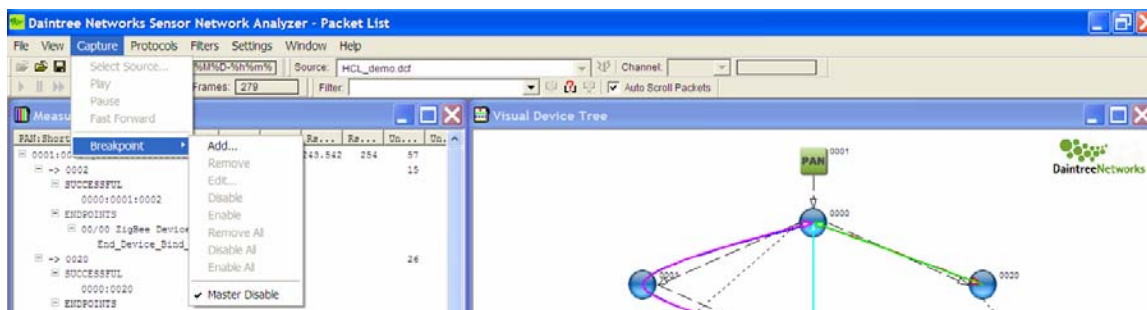 Daintree Networks Sensor Network Analyzer - Packet List
File View Capture Protocols Filters Settings Window Help
Select Source... %M%D-%h%m% Source: HCL_demo.dcf Channel:
Play Frames: 279 Filter: Auto Scroll Packets
Pause
Fast Forward
Breakpoint
Measu
Visual Device Tree
Add...
Remove
Edit...
Disable
Enable
Remove All
Disable All
Enable All
Master Disable
PAN:Short Rs... Rs... Un... Un.
0001:00 243.542 254 57
-> 0002 15
SUCCESSFUL
0000:0001:0002
ENDPOINTS
00/00 ZigBee Device
End_Device_Bind_
-> 0020 26
SUCCESSFUL
0000:0020
ENDPOINTS
PAN 0001
DaintreeNetworks
0000
0020